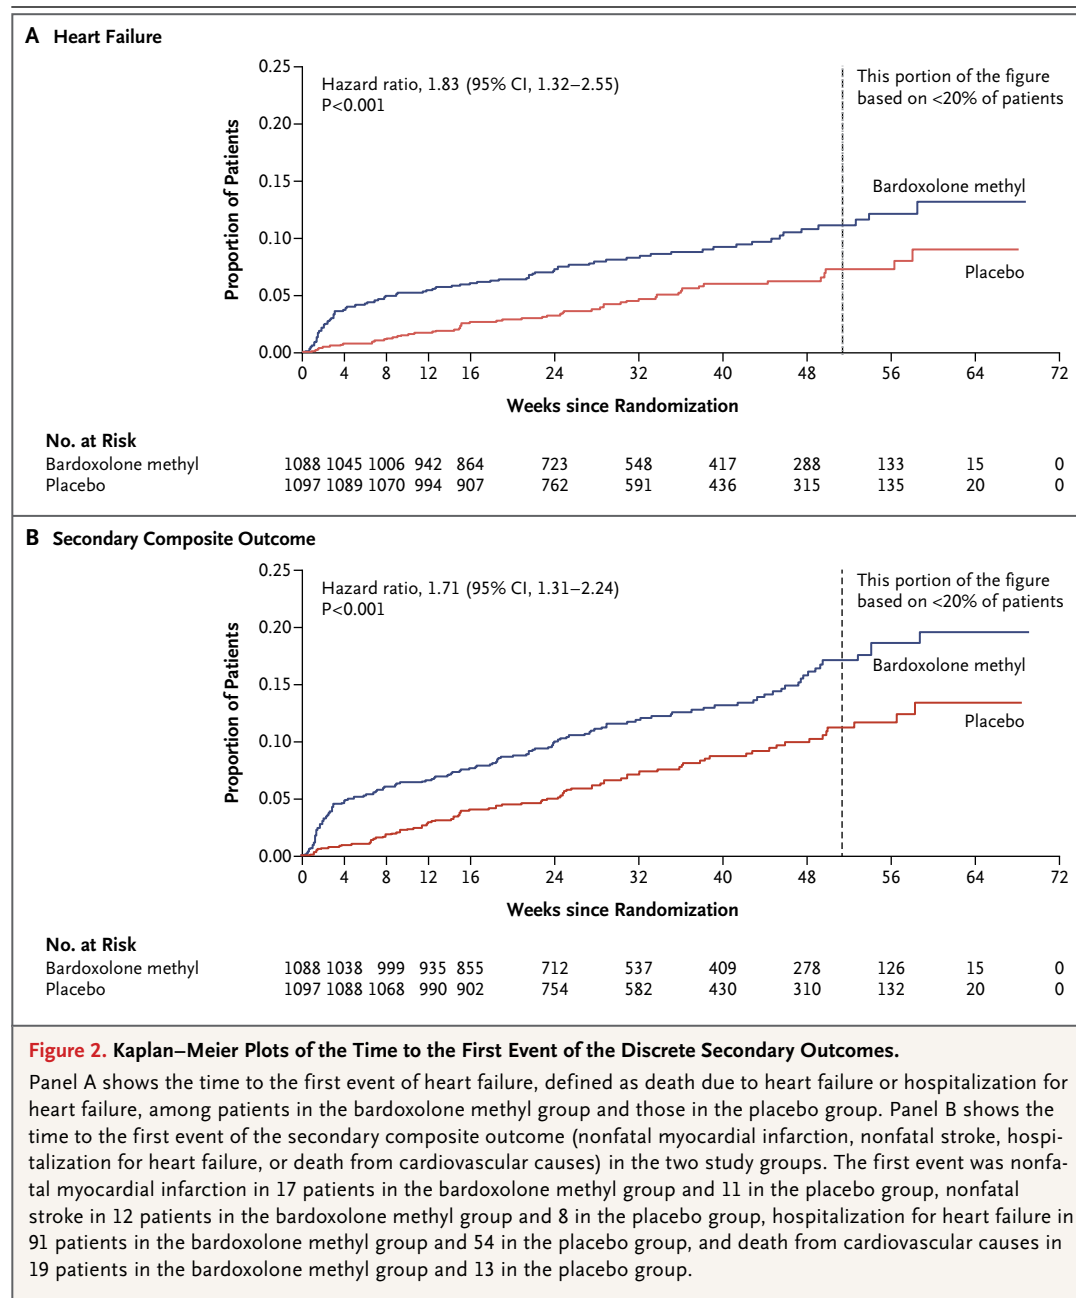 A Heart Failure
0.25
0.20
0.15
0.10
0.05
0.00
Proportion of Patients
Hazard ratio, 1.83 (95% CI, 1.32–2.55)
P<0.001
This portion of the figure
based on <20% of patients
Bardoxolone methyl
Placebo
0 4 8 12 16 24 32 40 48 56 64 72
Weeks since Randomization
No. at Risk
Bardoxolone methyl 1088 1045 1006 942 864 723 548 417 288 133 15 0
Placebo 1097 1089 1070 994 907 762 591 436 315 135 20 0
B Secondary Composite Outcome
0.25
0.20
0.15
0.10
0.05
0.00
Proportion of Patients
Hazard ratio, 1.71 (95% CI, 1.31–2.24)
P<0.001
This portion of the figure
based on <20% of patients
Bardoxolone methyl
Placebo
0 4 8 12 16 24 32 40 48 56 64 72
Weeks since Randomization
No. at Risk
Bardoxolone methyl 1088 1038 999 935 855 712 537 409 278 126 15 0
Placebo 1097 1088 1068 990 902 754 582 430 310 132 20 0
Figure 2. Kaplan–Meier Plots of the Time to the First Event of the Discrete Secondary Outcomes.
Panel A shows the time to the first event of heart failure, defined as death due to heart failure or hospitalization for
heart failure, among patients in the bardoxolone methyl group and those in the placebo group. Panel B shows the
time to the first event of the secondary composite outcome (nonfatal myocardial infarction, nonfatal stroke, hospi-
talization for heart failure, or death from cardiovascular causes) in the two study groups. The first event was nonfa-
tal myocardial infarction in 17 patients in the bardoxolone methyl group and 11 in the placebo group, nonfatal
stroke in 12 patients in the bardoxolone methyl group and 8 in the placebo group, hospitalization for heart failure in
91 patients in the bardoxolone methyl group and 54 in the placebo group, and death from cardiovascular causes in
19 patients in the bardoxolone methyl group and 13 in the placebo group.